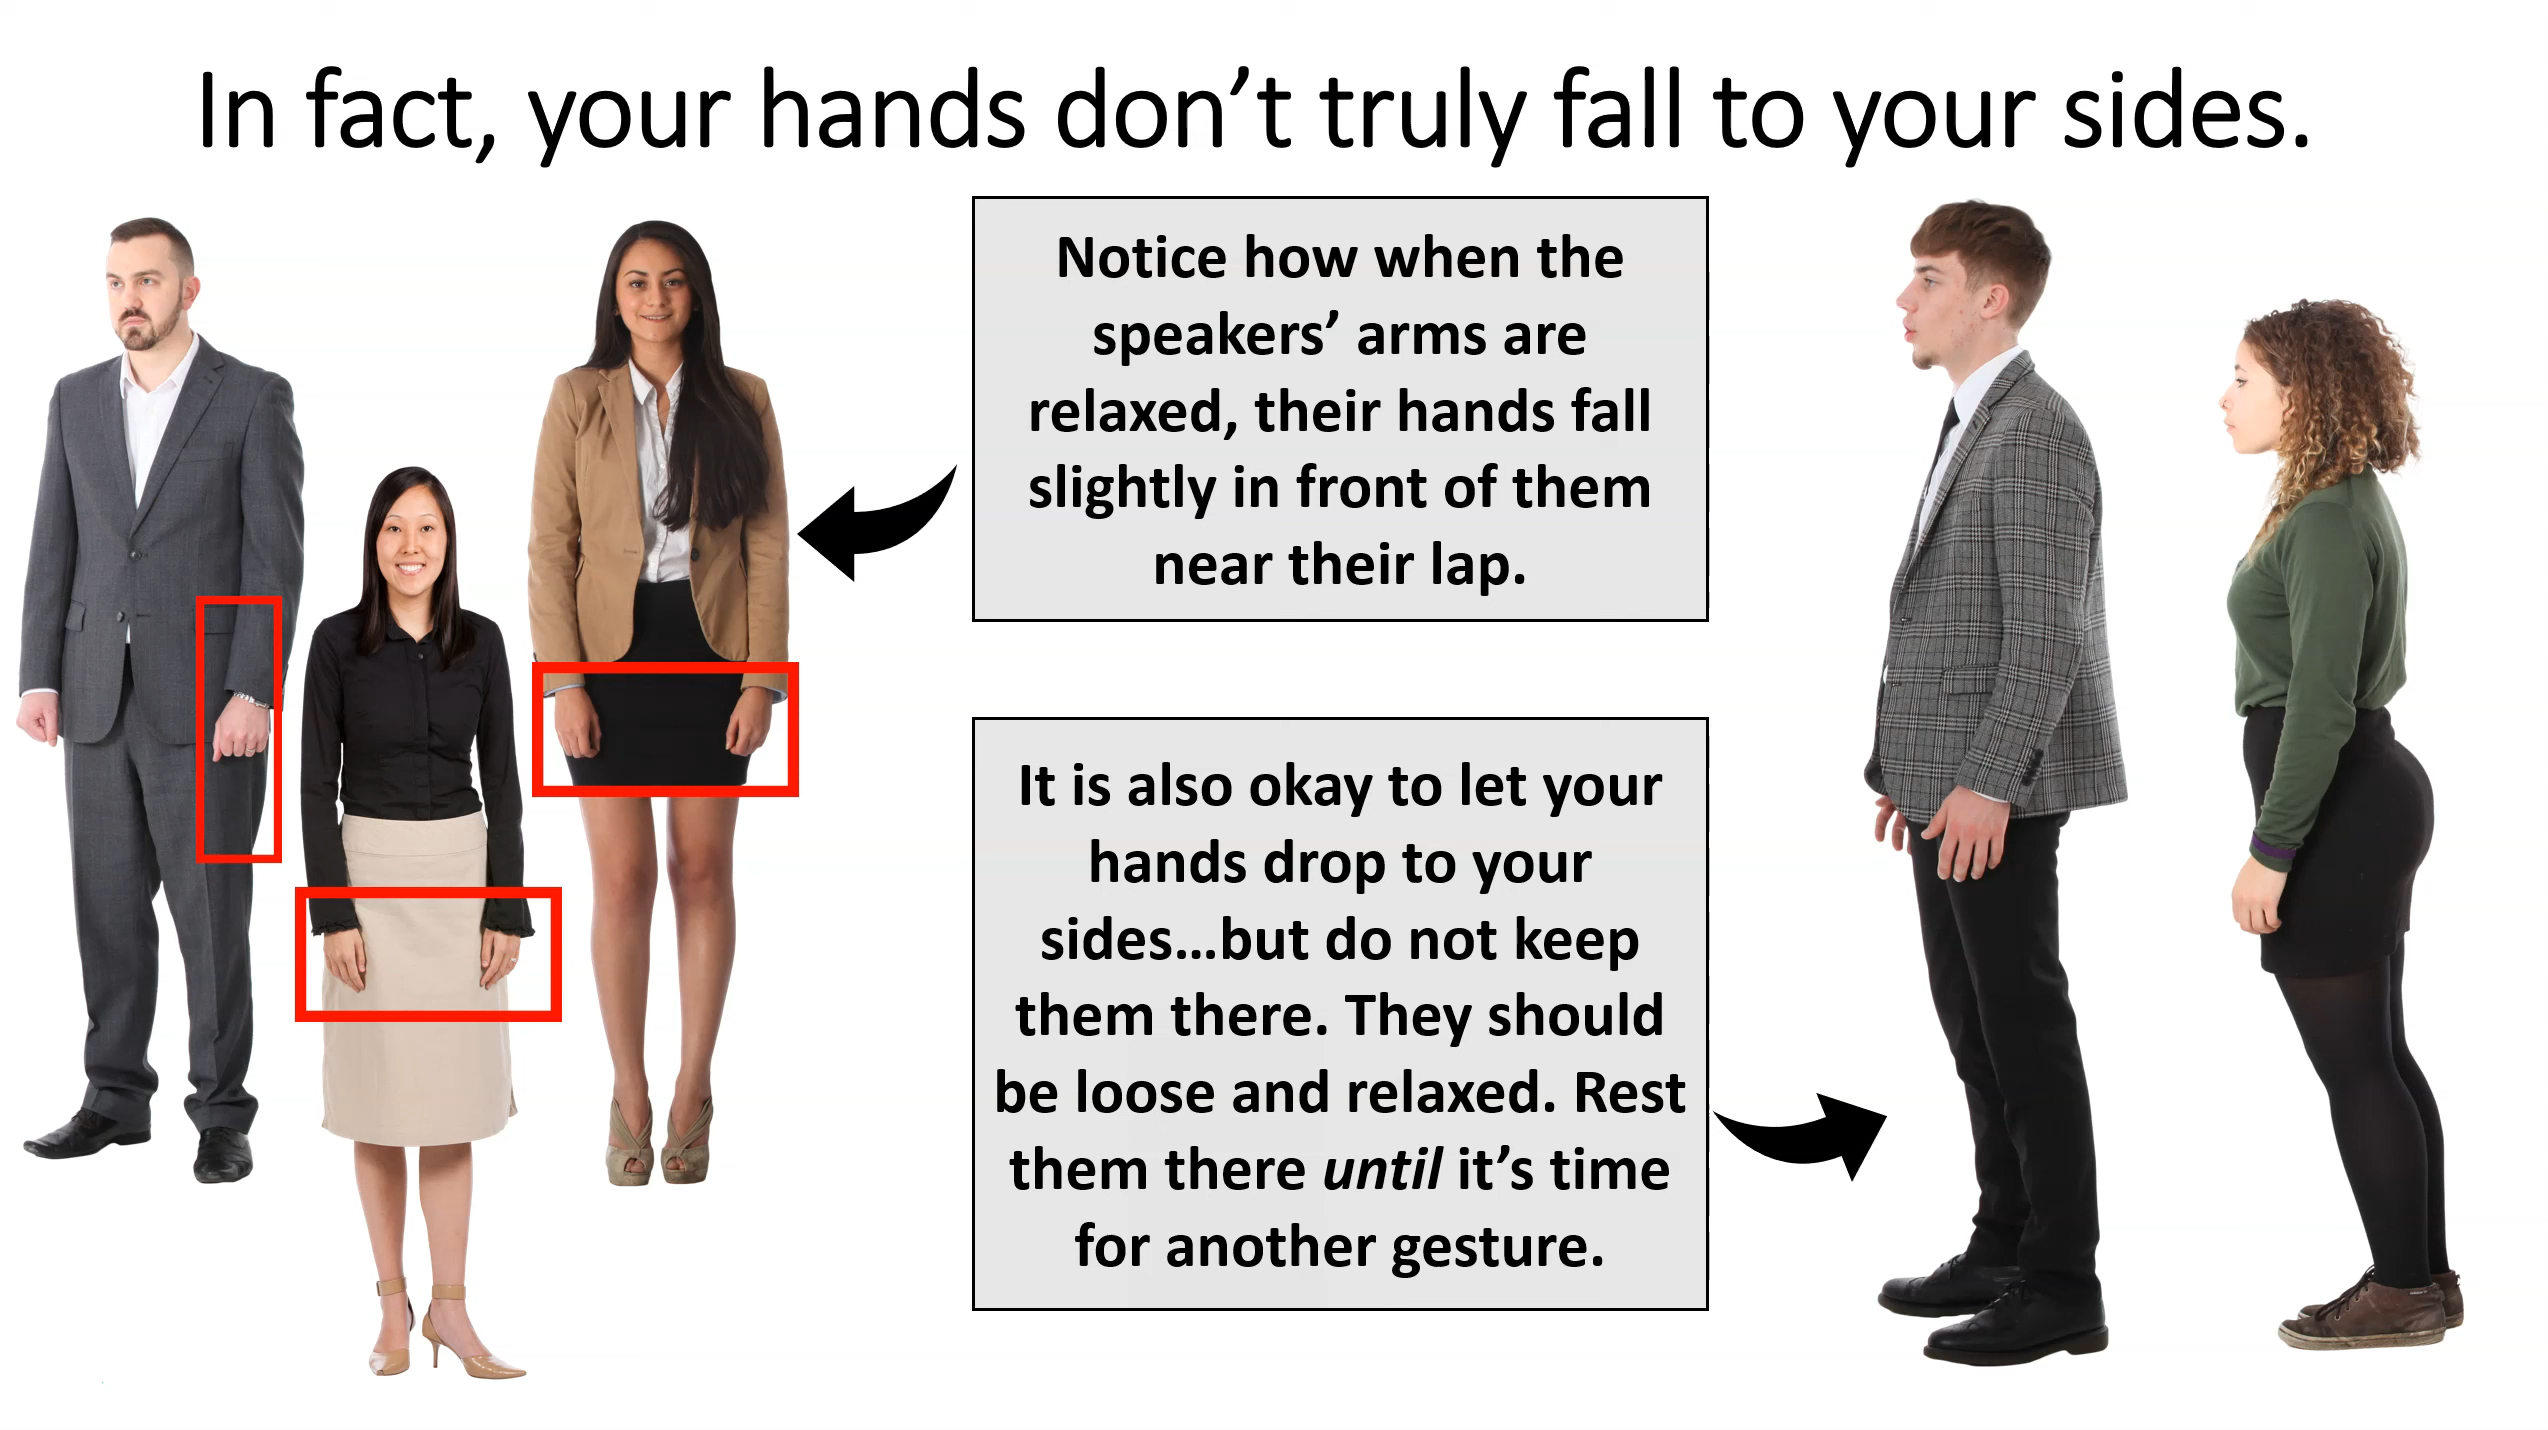 In fact, your hands don’t truly fall to your sides.
Notice how when the
speakers’ arms are
relaxed, their hands fall
slightly in front of them
near their lap.
It is also okay to let your
hands drop to your
sides…but do not keep
them there. They should
be loose and relaxed. Rest
them there until it’s time
for another gesture.